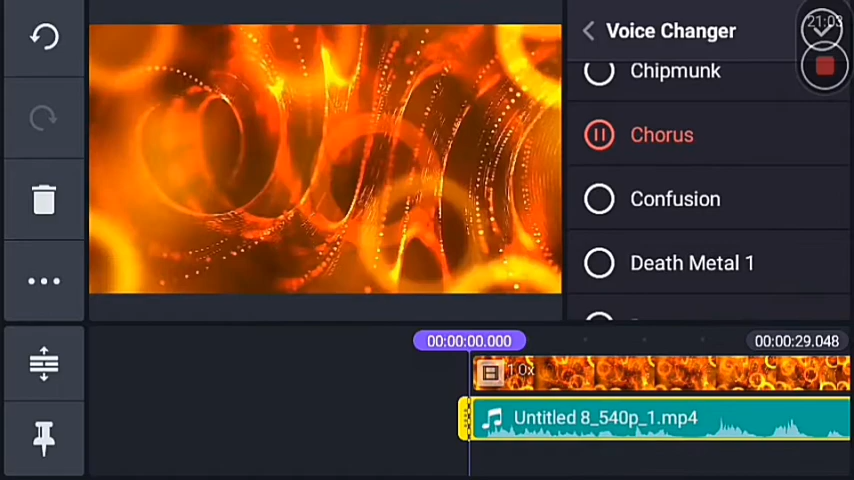 Voice Changer
21:03
Chipmunk
Chorus
Confusion
Death Metal 1
00:00:00.000
00:00:29.048
1.0x
Untitled 8_540p_1.mp4